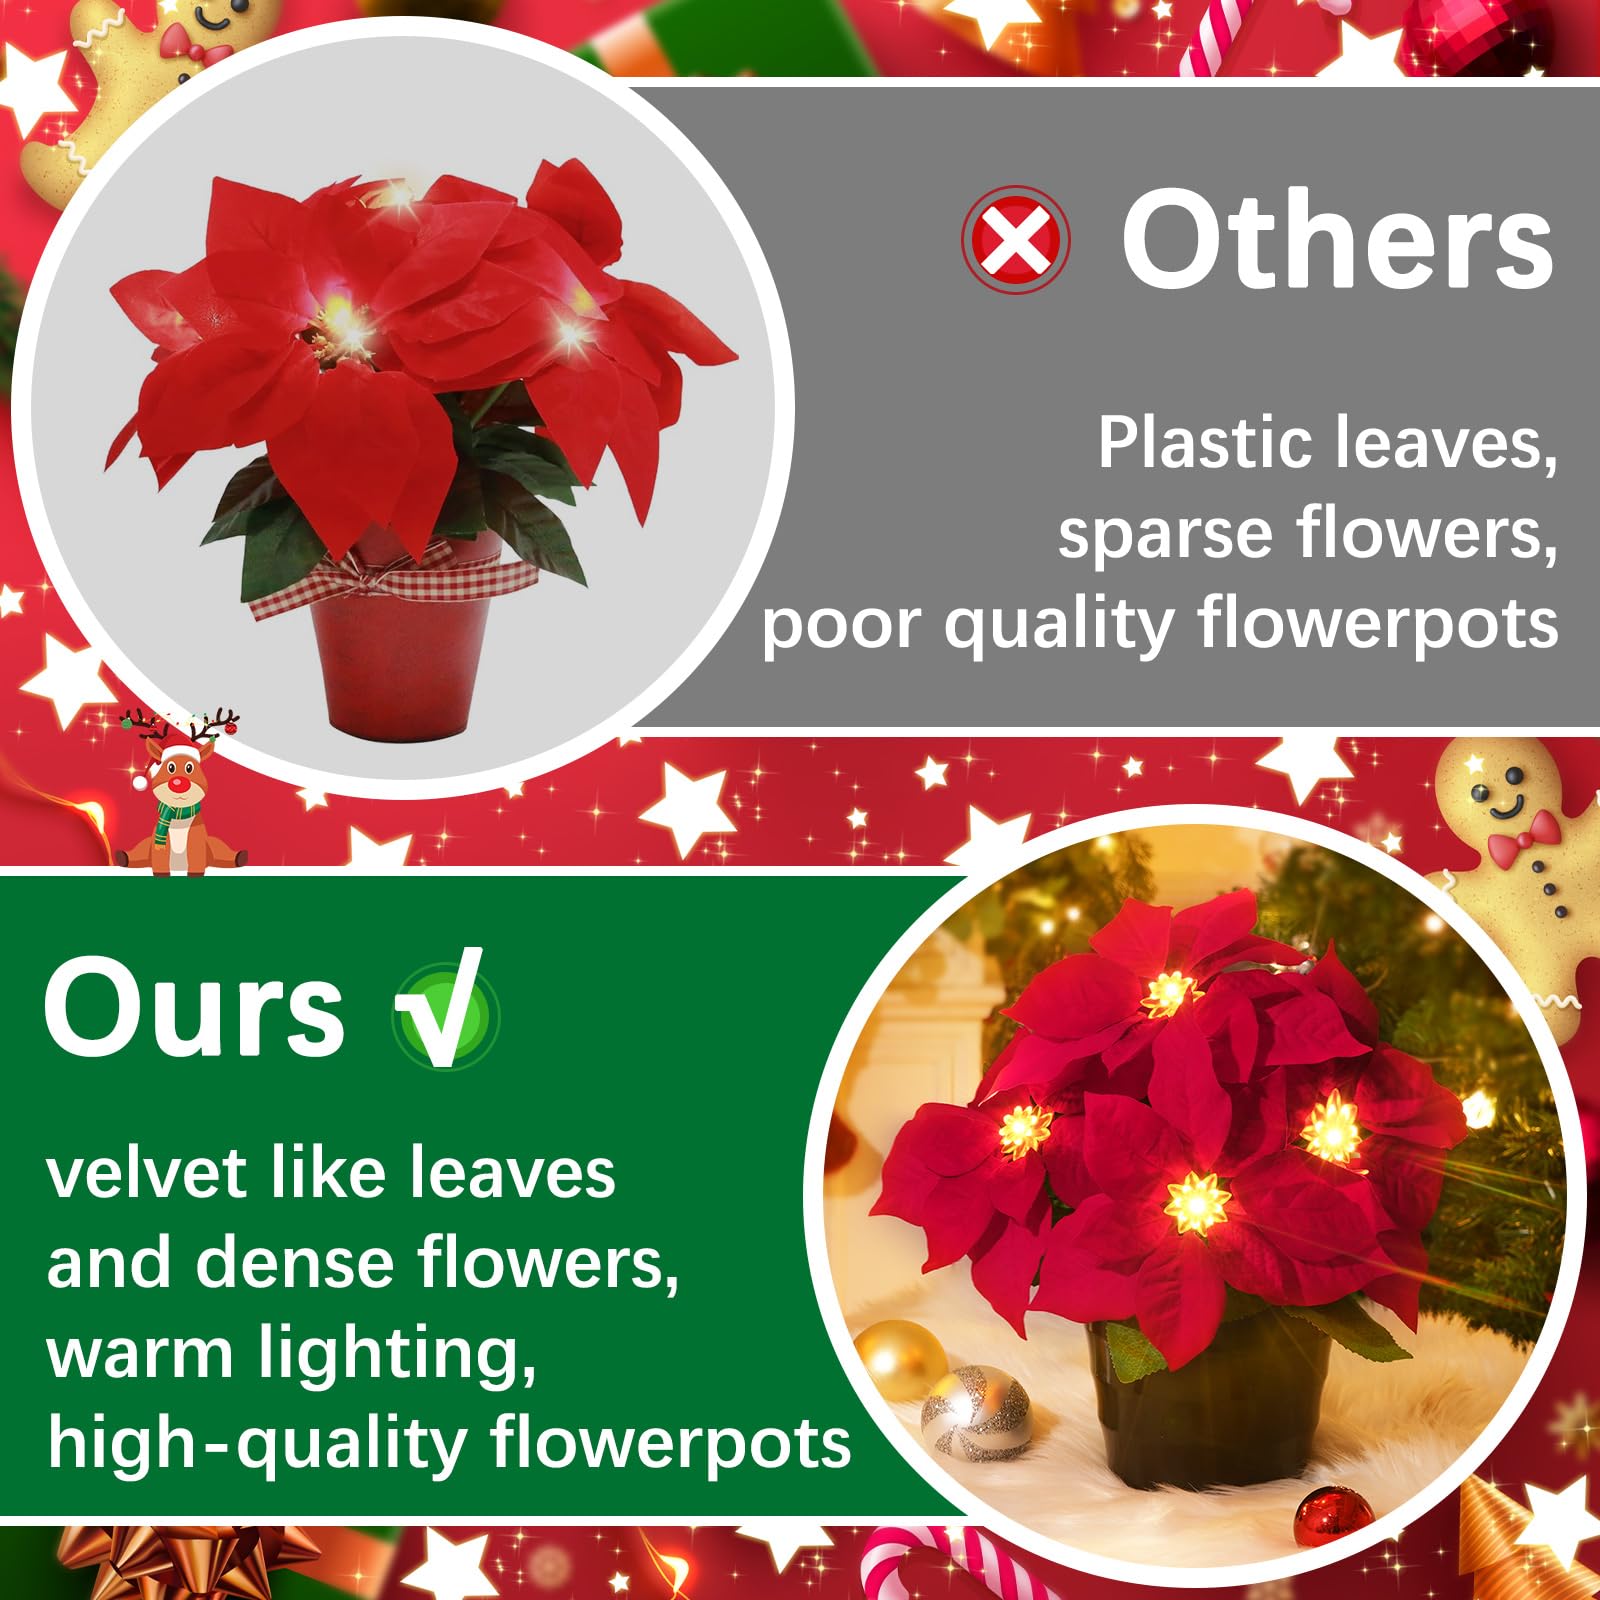 Others
Plastic leaves,
sparse flowers,
poor quality flowerpots
Ours
velvet like leaves
and dense flowers,
warm lighting,
high-quality flowerpots